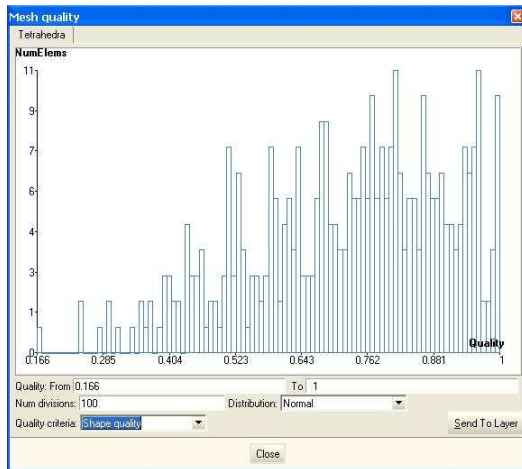 Mesh quality
Tetrahedra
NumElems
11
9
7
6
4
3
1
0
0.166 0.285 0.404 0.523 0.643 0.762 0.881 1
Quality
Quality: From 0.166 To 1
Num divisions: 100 Distribution: Normal
Quality criteria: Shape quality Send To Layer
Close